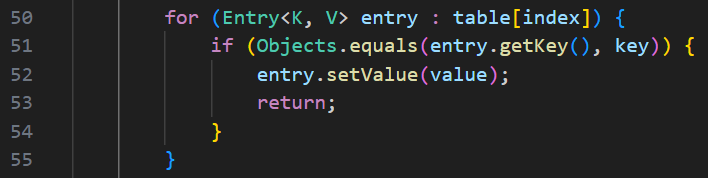 50 for (Entry<K, V> entry : table[index]) {
51 if (Objects.equals(entry.getKey(), key)) {
52 entry.setValue(value);
53 return;
54 }
55 }